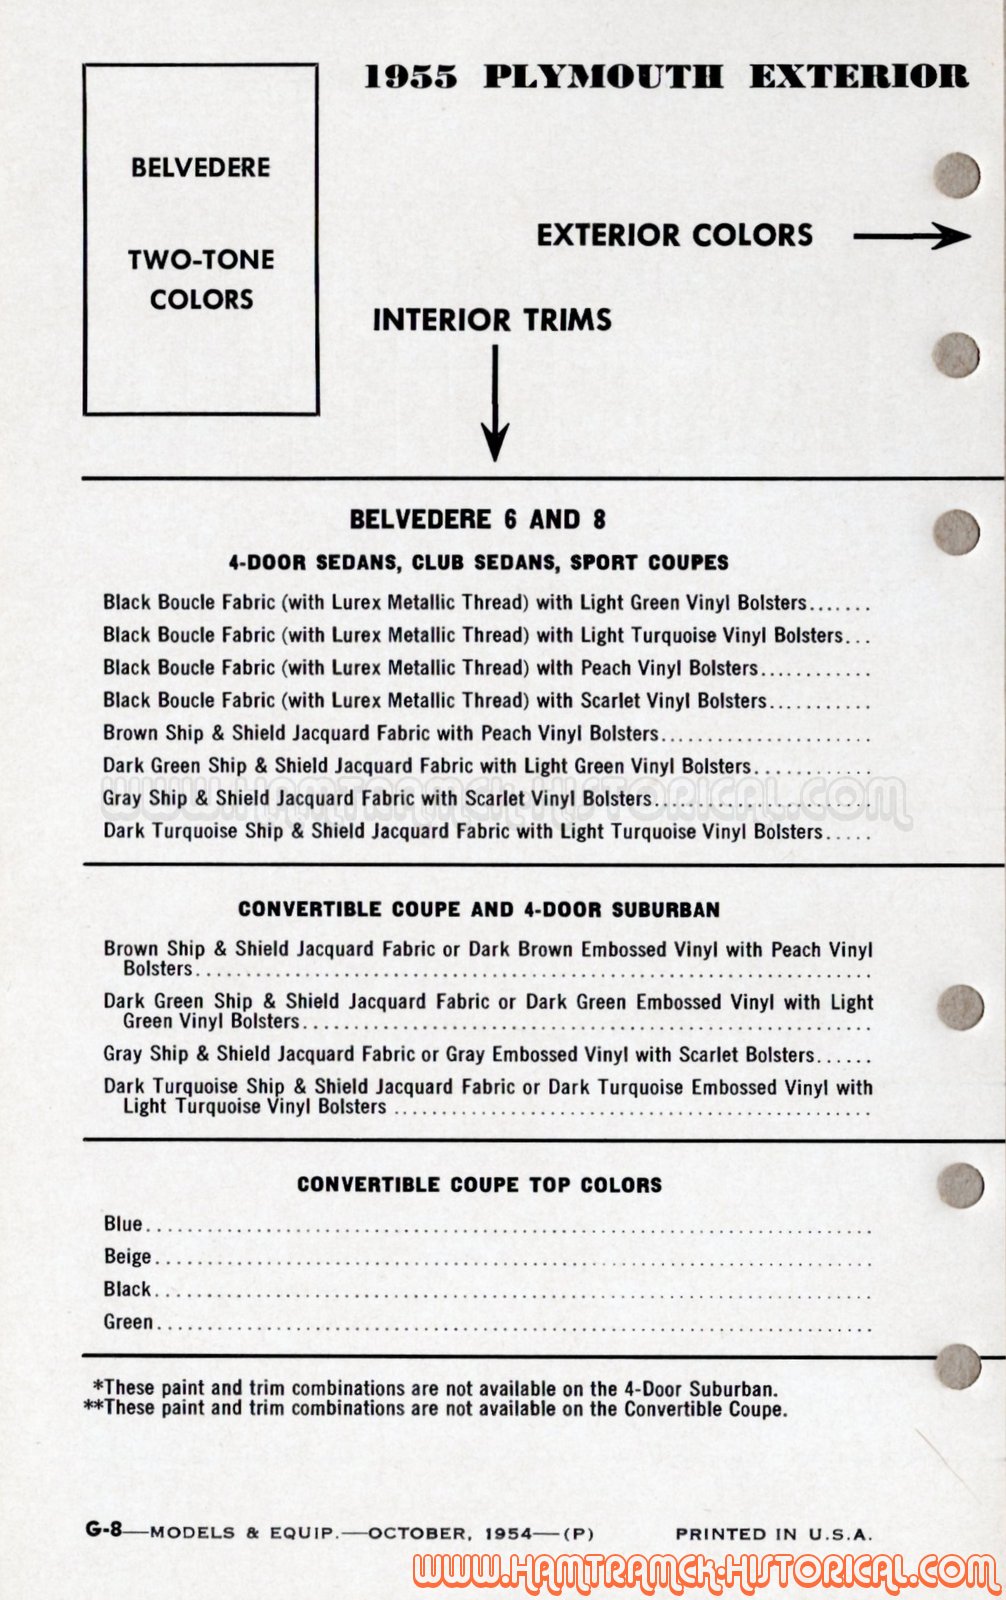 1955 PLYMOUTH EXTERIOR
BELVEDERE
TWO-TONE
COLORS
EXTERIOR COLORS
INTERIOR TRIMS
BELVEDERE 6 AND 8
4-DOOR SEDANS, CLUB SEDANS, SPORT COUPES
Black Boucle Fabric (with Lurex Metallic Thread) with Light Green Vinyl Bolsters.......
Black Boucle Fabric (with Lurex Metallic Thread) with Light Turquoise Vinyl Bolsters...
Black Boucle Fabric (with Lurex Metallic Thread) with Peach Vinyl Bolsters............
Black Boucle Fabric (with Lurex Metallic Thread) with Scarlet Vinyl Bolsters...........
Brown Ship & Shield Jacquard Fabric with Peach Vinyl Bolsters......................
Dark Green Ship & Shield Jacquard Fabric with Light Green Vinyl Bolsters............
www.Hamtramck-Historical.com
Gray Ship & Shield Jacquard Fabric with Scarlet Vinyl Bolsters.......................
Dark Turquoise Ship & Shield Jacquard Fabric with Light Turquoise Vinyl Bolsters.....
CONVERTIBLE COUPE AND 4-DOOR SUBURBAN
Brown Ship & Shield Jacquard Fabric or Dark Brown Embossed Vinyl with Peach Vinyl
Bolsters..................................................................
Dark Green Ship & Shield Jacquard Fabric or Dark Green Embossed Vinyl with Light
Green Vinyl Bolsters........................................................
Gray Ship & Shield Jacquard Fabric or Gray Embossed Vinyl with Scarlet Bolsters......
Dark Turquoise Ship & Shield Jacquard Fabric or Dark Turquoise Embossed Vinyl with
Light Turquoise Vinyl Bolsters ...............................................
CONVERTIBLE COUPE TOP COLORS
Blue.......................................................................
Beige......................................................................
Black......................................................................
Green......................................................................
*These paint and trim combinations are not available on the 4-Door Suburban.
**These paint and trim combinations are not available on the Convertible Coupe.
G-8—MODELS & EQUIP.—OCTOBER, 1954—(P) PRINTED IN U.S.A.
www.Hamtramck-Historical.com